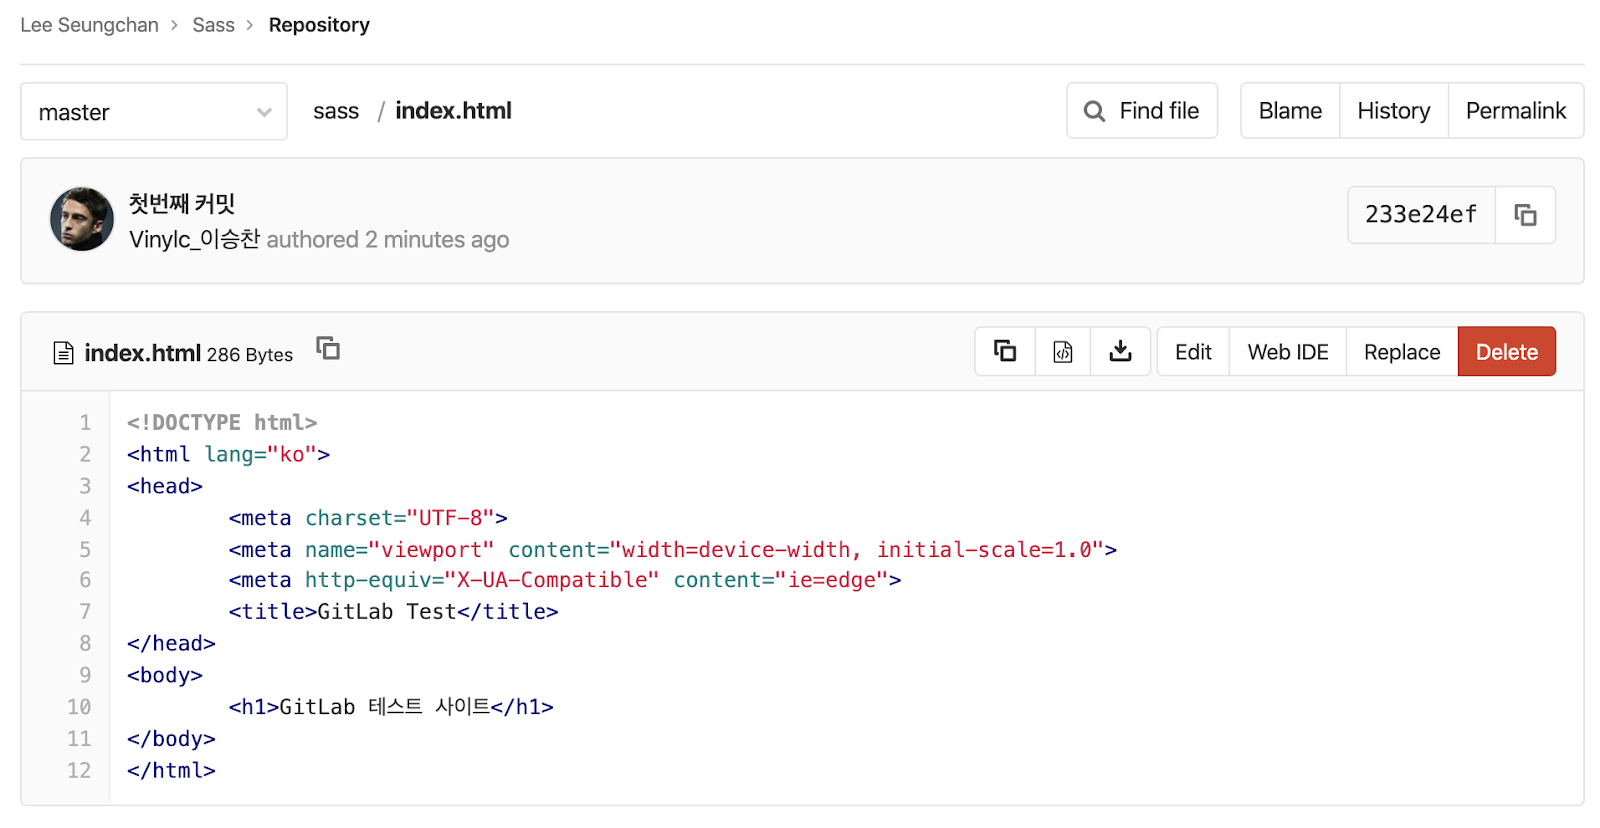 Lee Seungchan > Sass > Repository
master sass / index.html Find file Blame History Permalink
첫번째 커밋
Vinylc_이승찬 authored 2 minutes ago
233e24ef
index.html 286 Bytes Edit Web IDE Replace Delete
1 <!DOCTYPE html>
2 <html lang="ko">
3 <head>
4 <meta charset="UTF-8">
5 <meta name="viewport" content="width=device-width, initial-scale=1.0">
6 <meta http-equiv="X-UA-Compatible" content="ie=edge">
7 <title>GitLab Test</title>
8 </head>
9 <body>
10 <h1>GitLab 테스트 사이트</h1>
11 </body>
12 </html>